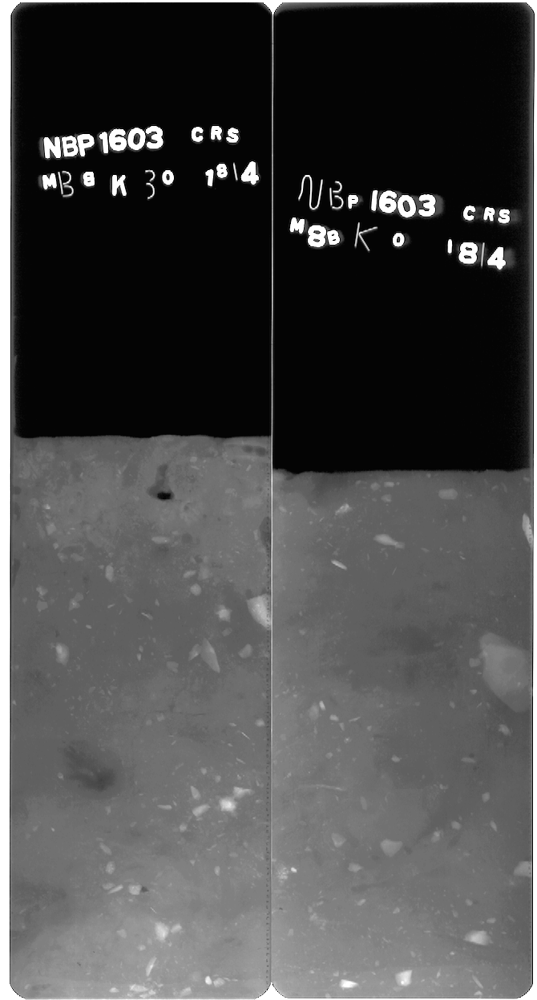 NBP1603 CRS
MB8 K 30 18/4
NBP 1603 CRS
M8B K 0 18/4